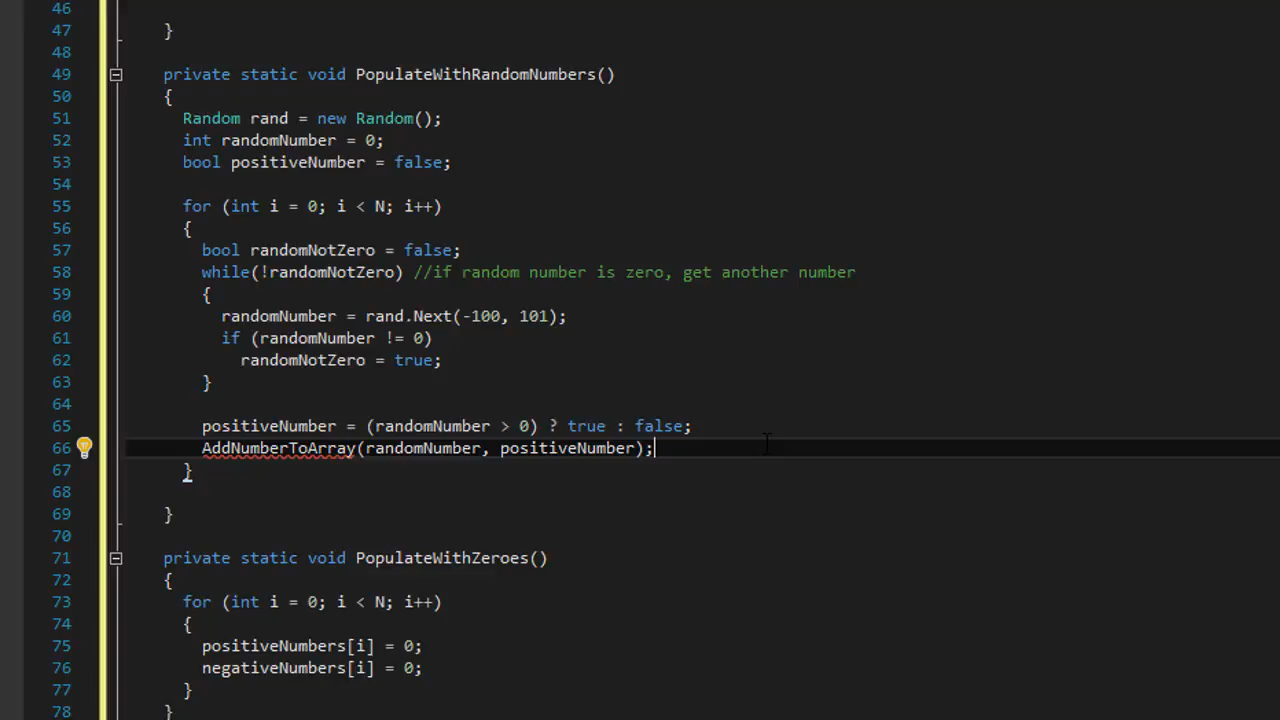 46
47 }
48
49 private static void PopulateWithRandomNumbers()
50 {
51 Random rand = new Random();
52 int randomNumber = 0;
53 bool positiveNumber = false;
54
55 for (int i = 0; i < N; i++)
56 {
57 bool randomNotZero = false;
58 while(!randomNotZero) //if random number is zero, get another number
59 {
60 randomNumber = rand.Next(-100, 101);
61 if (randomNumber != 0)
62 randomNotZero = true;
63 }
64
65 positiveNumber = (randomNumber > 0) ? true : false;
66 AddNumberToArray(randomNumber, positiveNumber);
67 }
68
69 }
70
71 private static void PopulateWithZeroes()
72 {
73 for (int i = 0; i < N; i++)
74 {
75 positiveNumbers[i] = 0;
76 negativeNumbers[i] = 0;
77 }
78 }